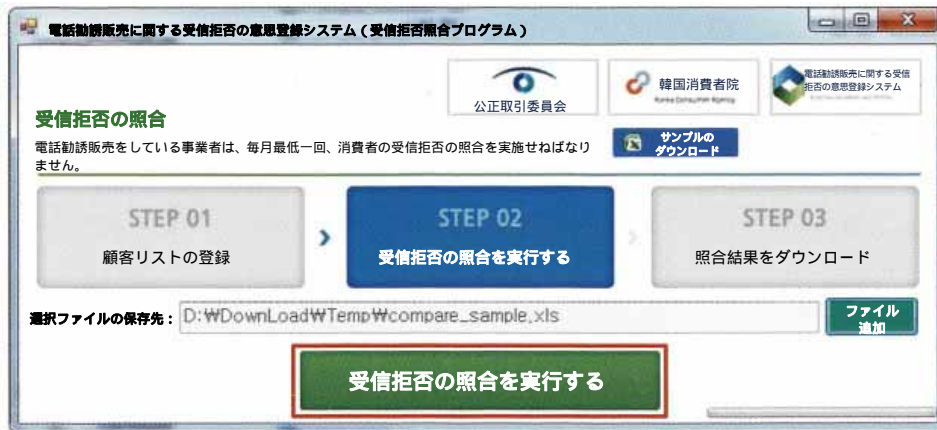 電話勧誘販売に関する受信拒否の意思登録システム（受信拒否照合プログラム）
公正取引委員会
韓国消費者院
Korea Consumer Agency
電話勧誘販売に関する受信
拒否の意思登録システム
受信拒否の照合
電話勧誘販売をしている事業者は、毎月最低一回、消費者の受信拒否の照合を実施せねばなり
ません。
サンプルの
ダウンロード
STEP 01
顧客リストの登録
STEP 02
受信拒否の照合を実行する
STEP 03
照合結果をダウンロード
選択ファイルの保存先：
D:₩DownLoad₩Temp₩compare_sample.xls
ファイル
追加
受信拒否の照合を実行する